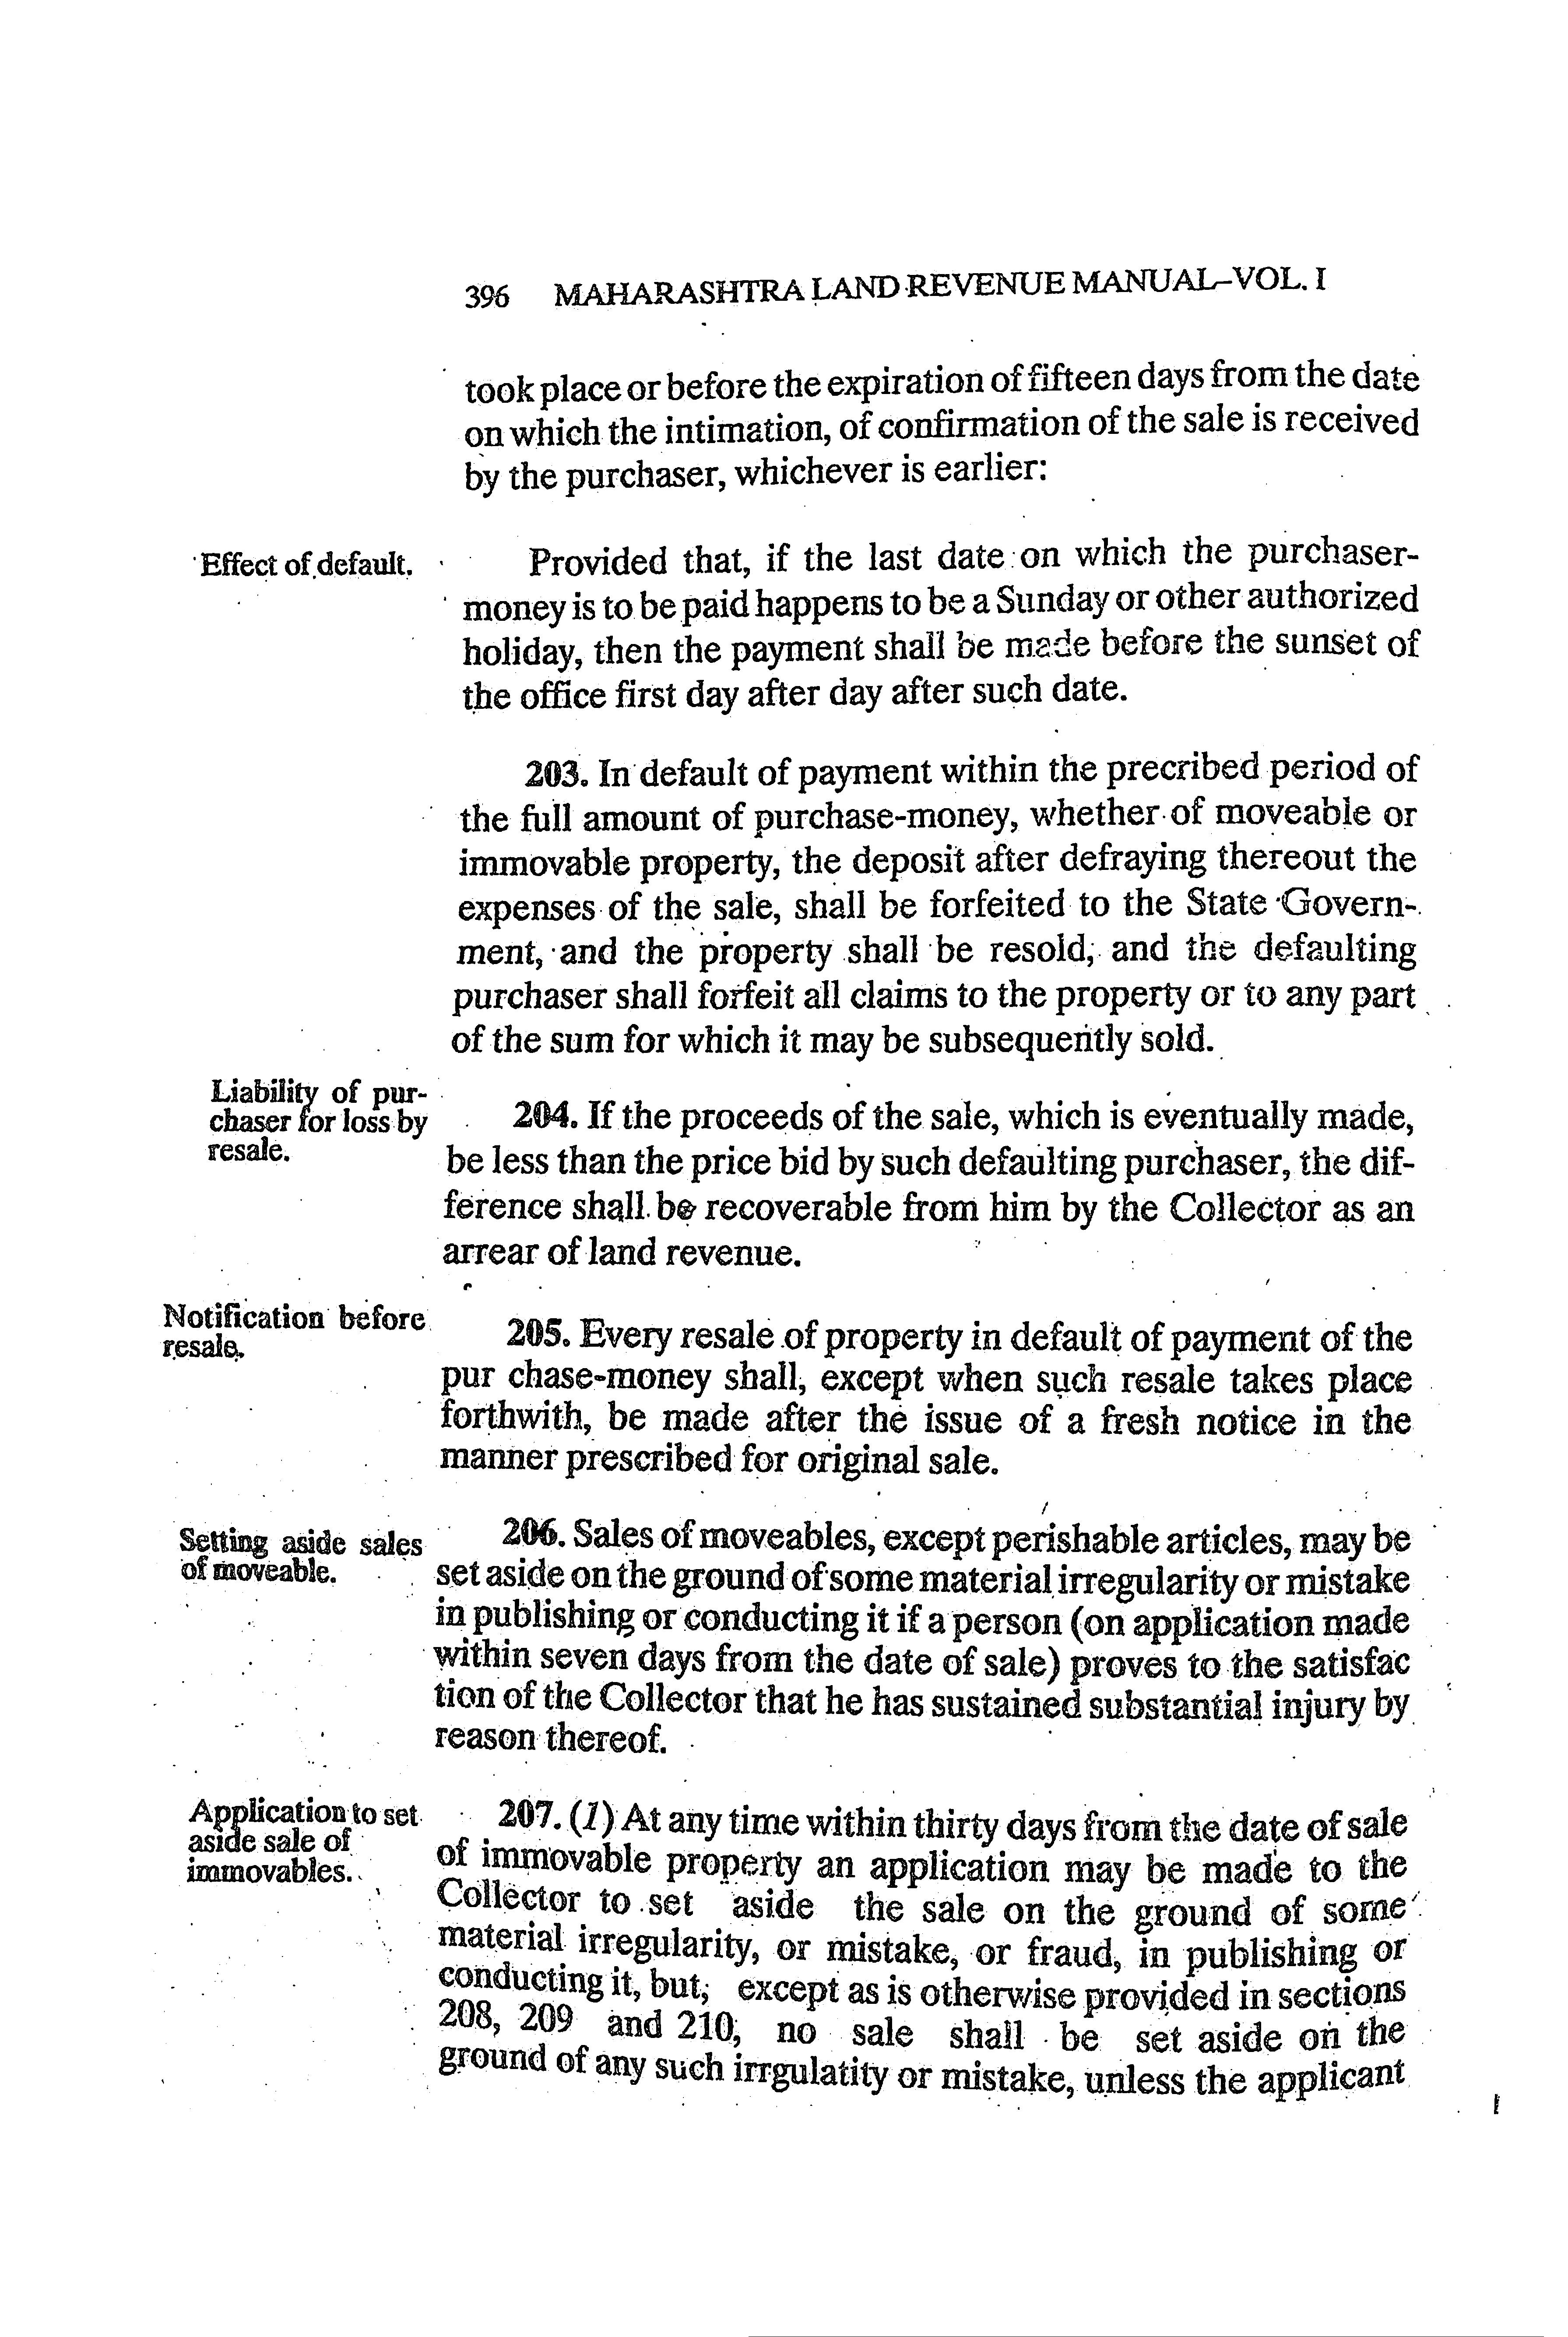 396 MAHARASHTRA LAND REVENUE MANUAL–VOL. I
took place or before the expiration of fifteen days from the date
on which the intimation, of confirmation of the sale is received
by the purchaser, whichever is earlier:
Effect of default.
Provided that, if the last date on which the purchaser-
money is to be paid happens to be a Sunday or other authorized
holiday, then the payment shall be made before the sunset of
the office first day after day after such date.
203. In default of payment within the precribed period of
the full amount of purchase-money, whether of moveable or
immovable property, the deposit after defraying thereout the
expenses of the sale, shall be forfeited to the State Govern-
ment, and the property shall be resold, and the defaulting
purchaser shall forfeit all claims to the property or to any part
of the sum for which it may be subsequently sold.
Liability of pur-
chaser for loss by
resale.
204. If the proceeds of the sale, which is eventually made,
be less than the price bid by such defaulting purchaser, the dif-
ference shall be recoverable from him by the Collector as an
arrear of land revenue.
Notification before
resale.
205. Every resale of property in default of payment of the
pur chase-money shall, except when such resale takes place
forthwith, be made after the issue of a fresh notice in the
manner prescribed for original sale.
Setting aside sales
of moveable.
206. Sales of moveables, except perishable articles, may be
set aside on the ground of some material irregularity or mistake
in publishing or conducting it if a person (on application made
within seven days from the date of sale) proves to the satisfac
tion of the Collector that he has sustained substantial injury by
reason thereof.
Application to set
aside sale of
immovables.
207. (1) At any time within thirty days from the date of sale
of immovable property an application may be made to the
Collector to set aside the sale on the ground of some
material irregularity, or mistake, or fraud, in publishing or
conducting it, but, except as is otherwise provided in sections
208, 209 and 210, no sale shall be set aside on the
ground of any such irrgulatity or mistake, unless the applicant